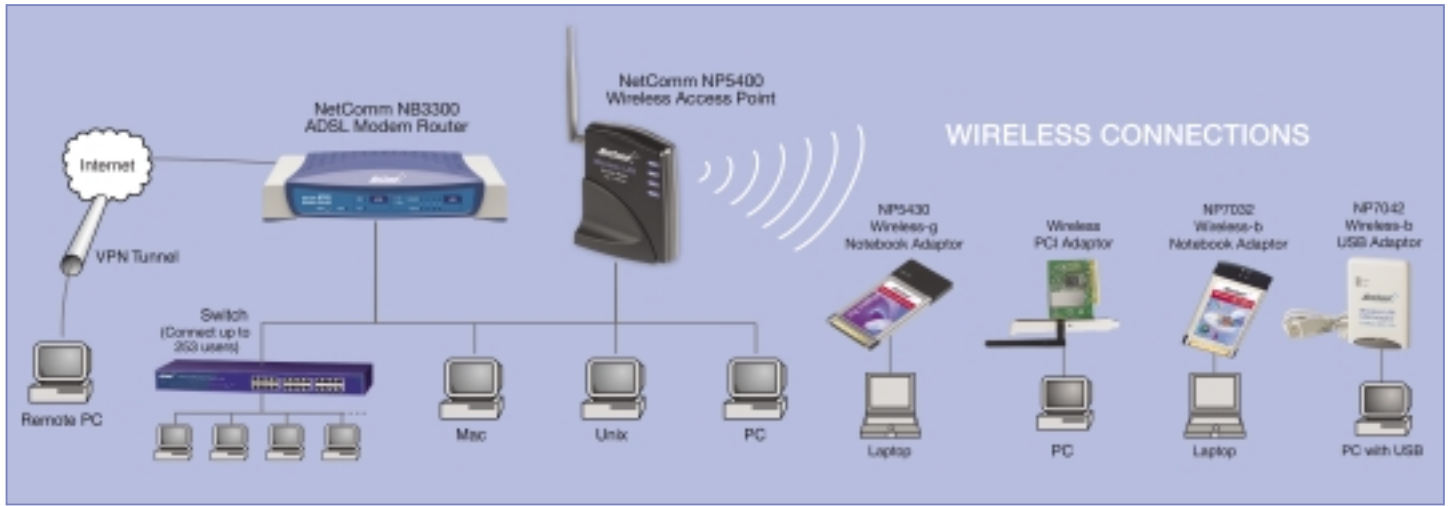 NetComm NP5400
Wireless Access Point
NetComm NB3300
ADSL Modem Router
WIRELESS CONNECTIONS
Internet
VPN Tunnel
NP5430
Wireless-g
Notebook Adaptor
Wireless
PCI Adaptor
NP7032
Wireless-b
Notebook Adaptor
NP7042
Wireless-b
USB Adaptor
Switch
(Connect up to
253 users)
Remote PC
Mac
Unix
PC
Laptop
PC
Laptop
PC with USB